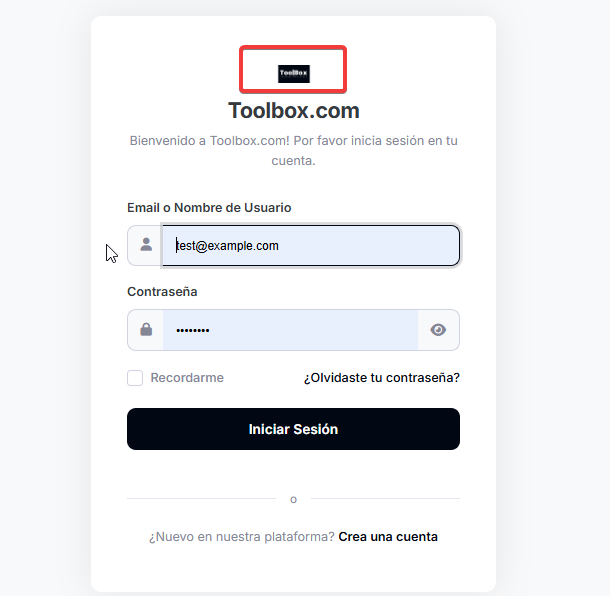 ToolBox
Toolbox.com
Bienvenido a Toolbox.com! Por favor inicia sesión en tu
cuenta.
Email o Nombre de Usuario
test@example.com
Contraseña
••••••••
Recordarme
¿Olvidaste tu contraseña?
Iniciar Sesión
o
¿Nuevo en nuestra plataforma? Crea una cuenta